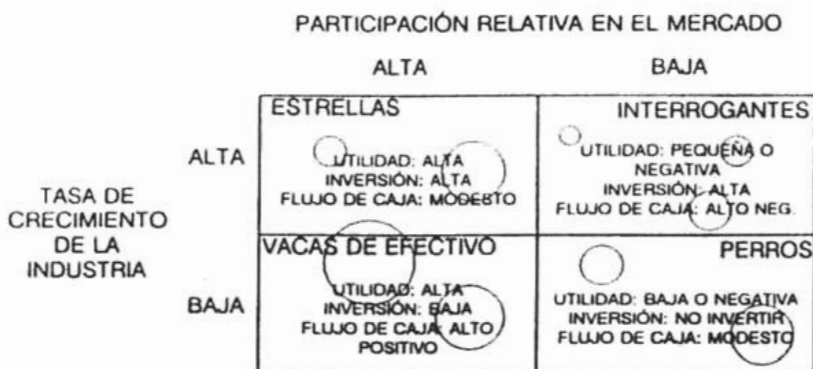 PARTICIPACIÓN RELATIVA EN EL MERCADO
ALTA
BAJA
ESTRELLAS
UTILIDAD: ALTA
INVERSIÓN: ALTA
FLUJO DE CAJA: MODESTO
INTERROGANTES
UTILIDAD: PEQUEÑA O
NEGATIVA
INVERSIÓN: ALTA
FLUJO DE CAJA: ALTO NEG.
ALTA
TASA DE
CRECIMIENTO
DE LA
INDUSTRIA
BAJA
VACAS DE EFECTIVO
UTILIDAD: ALTA
INVERSIÓN: BAJA
FLUJO DE CAJA: ALTO
POSITIVO
PERROS
UTILIDAD: BAJA O NEGATIVA
INVERSIÓN: NO INVERTIR
FLUJO DE CAJA: MODESTO